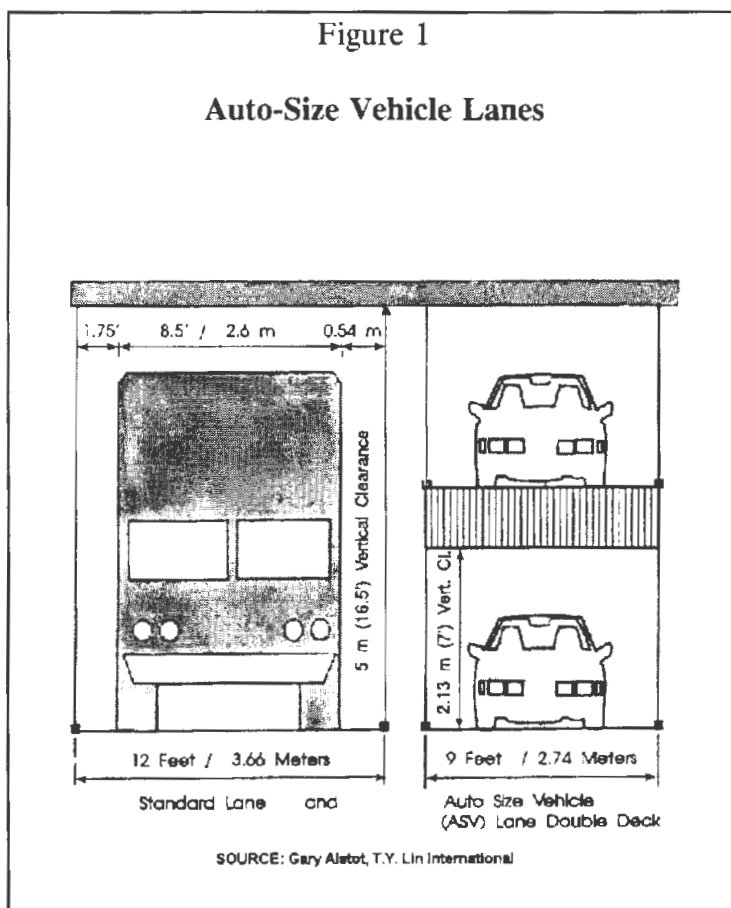 Figure 1
Auto-Size Vehicle Lanes
1.75' 8.5' / 2.6 m 0.54 m
5 m (16.5') Vertical Clearance
2.13 m (7') Vert. Cl.
12 Feet / 3.66 Meters
9 Feet / 2.74 Meters
Standard Lane and
Auto Size Vehicle
(ASV) Lane Double Deck
SOURCE: Gary Alstot, T.Y. Lin International